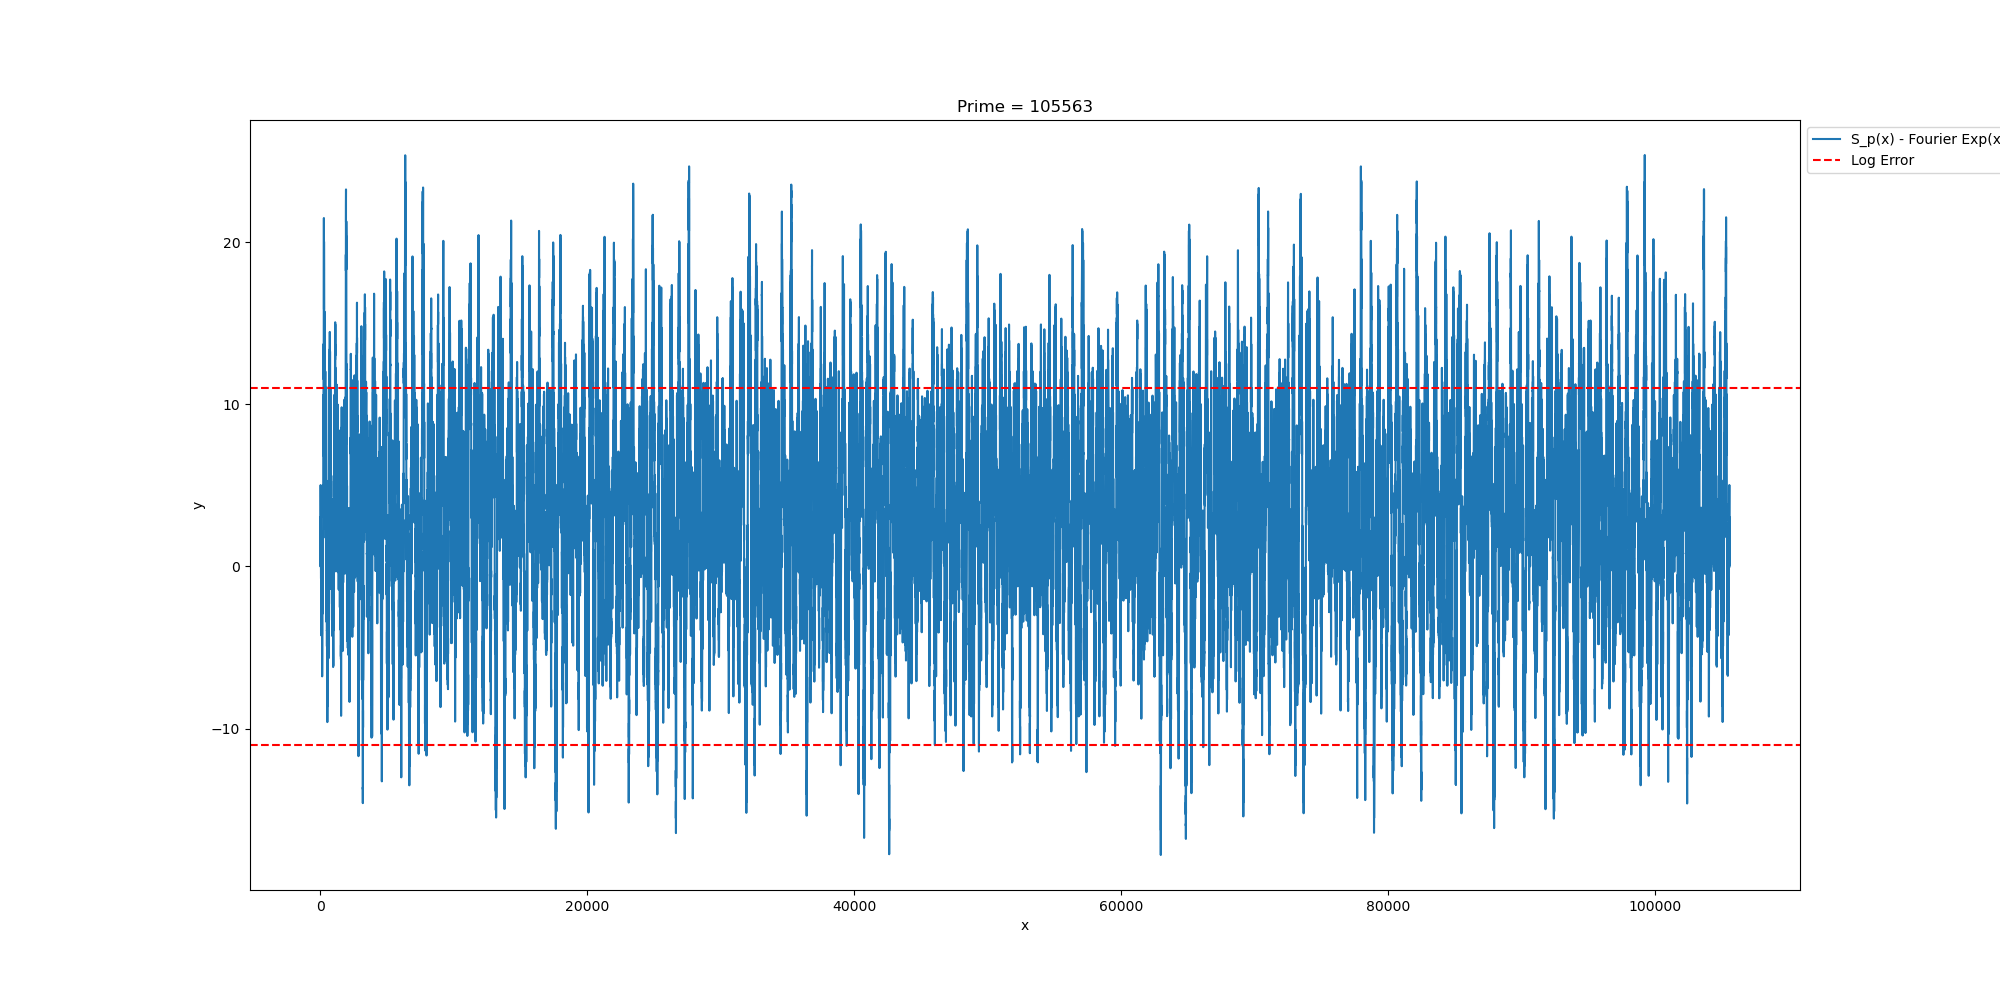 Prime = 105563
S_p(x) - Fourier Exp(x
Log Error
20
10
0
−10
y
0 20000 40000 60000 80000 100000
x